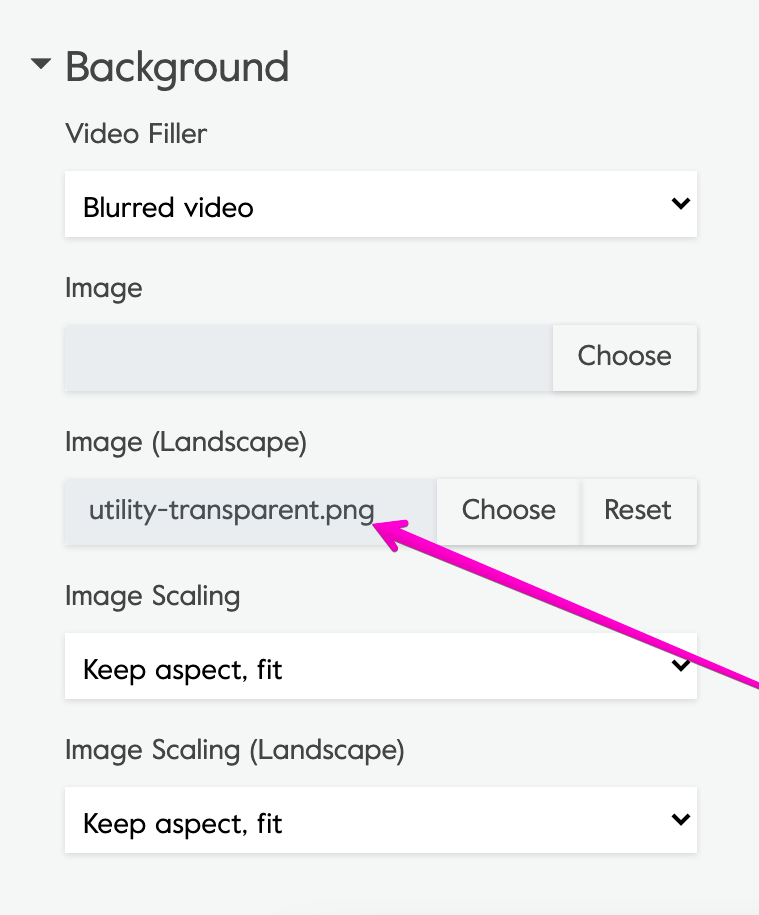 Background
Video Filler
Blurred video
Image
Choose
Image (Landscape)
utility-transparent.png Choose Reset
Image Scaling
Keep aspect, fit
Image Scaling (Landscape)
Keep aspect, fit